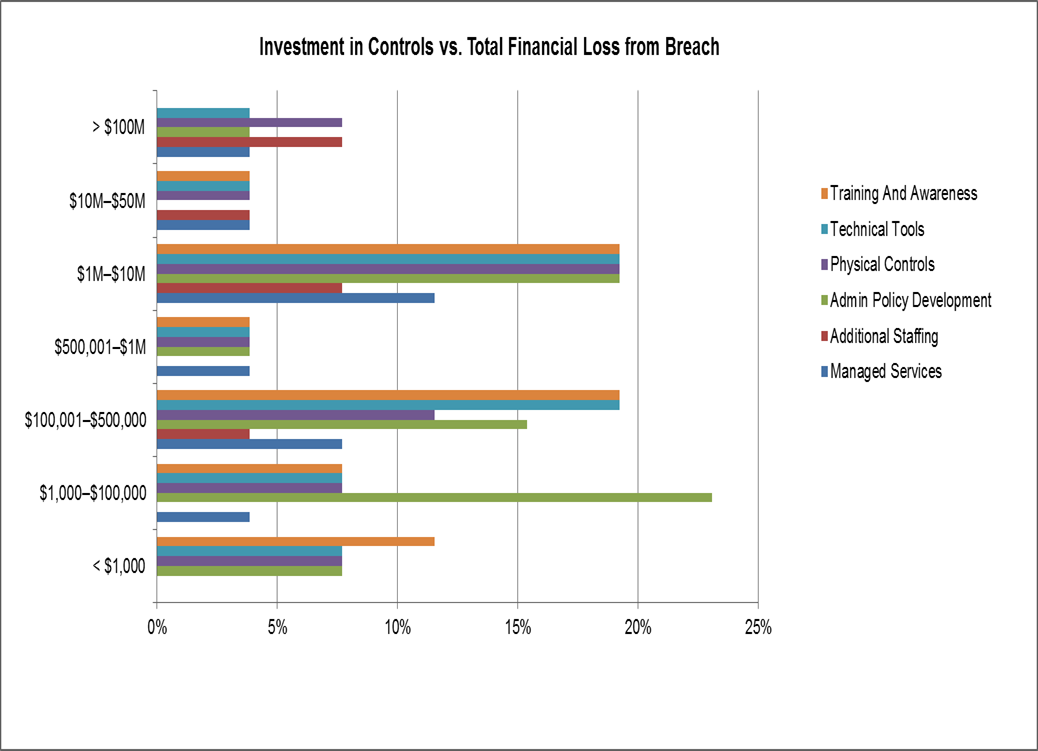 Investment in Controls vs. Total Financial Loss from Breach
> $100M
$10M–$50M
$1M–$10M
$500,001–$1M
$100,001–$500,000
$1,000–$100,000
< $1,000
0% 5% 10% 15% 20% 25%
Training And Awareness
Technical Tools
Physical Controls
Admin Policy Development
Additional Staffing
Managed Services